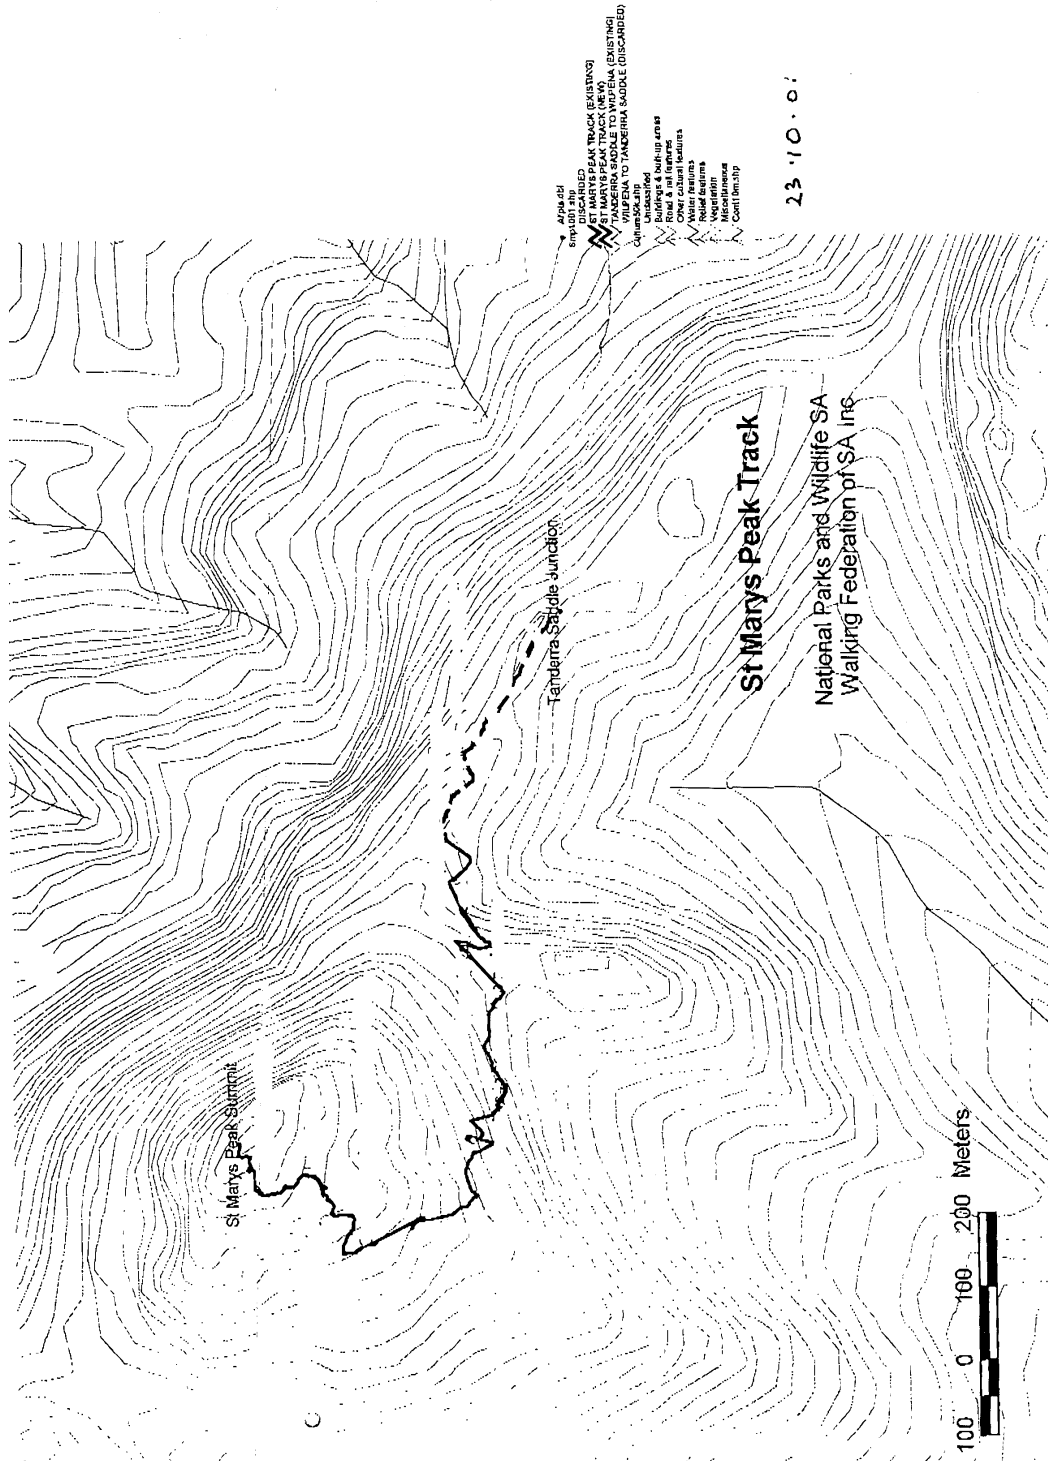 St Marys Peak Summit
Tanderra Saddle Junction
St Marys Peak Track
National Parks and Wildlife SA
Walking Federation of SA Inc
100 0 100 200 Meters
DISCARDED
ST MARYS PEAK TRACK (EXISTING)
ST MARYS PEAK TRACK (NEW)
TANDERRA SADDLE TO WILPENA (EXISTING)
WILPENA TO TANDERRA SADDLE (DISCARDED)
Unclassified
Buildings & built-up areas
Road & rail features
Other cultural features
Water features
Relief features
Vegetation
Miscellaneous
Cont10m.shp
23.10.01